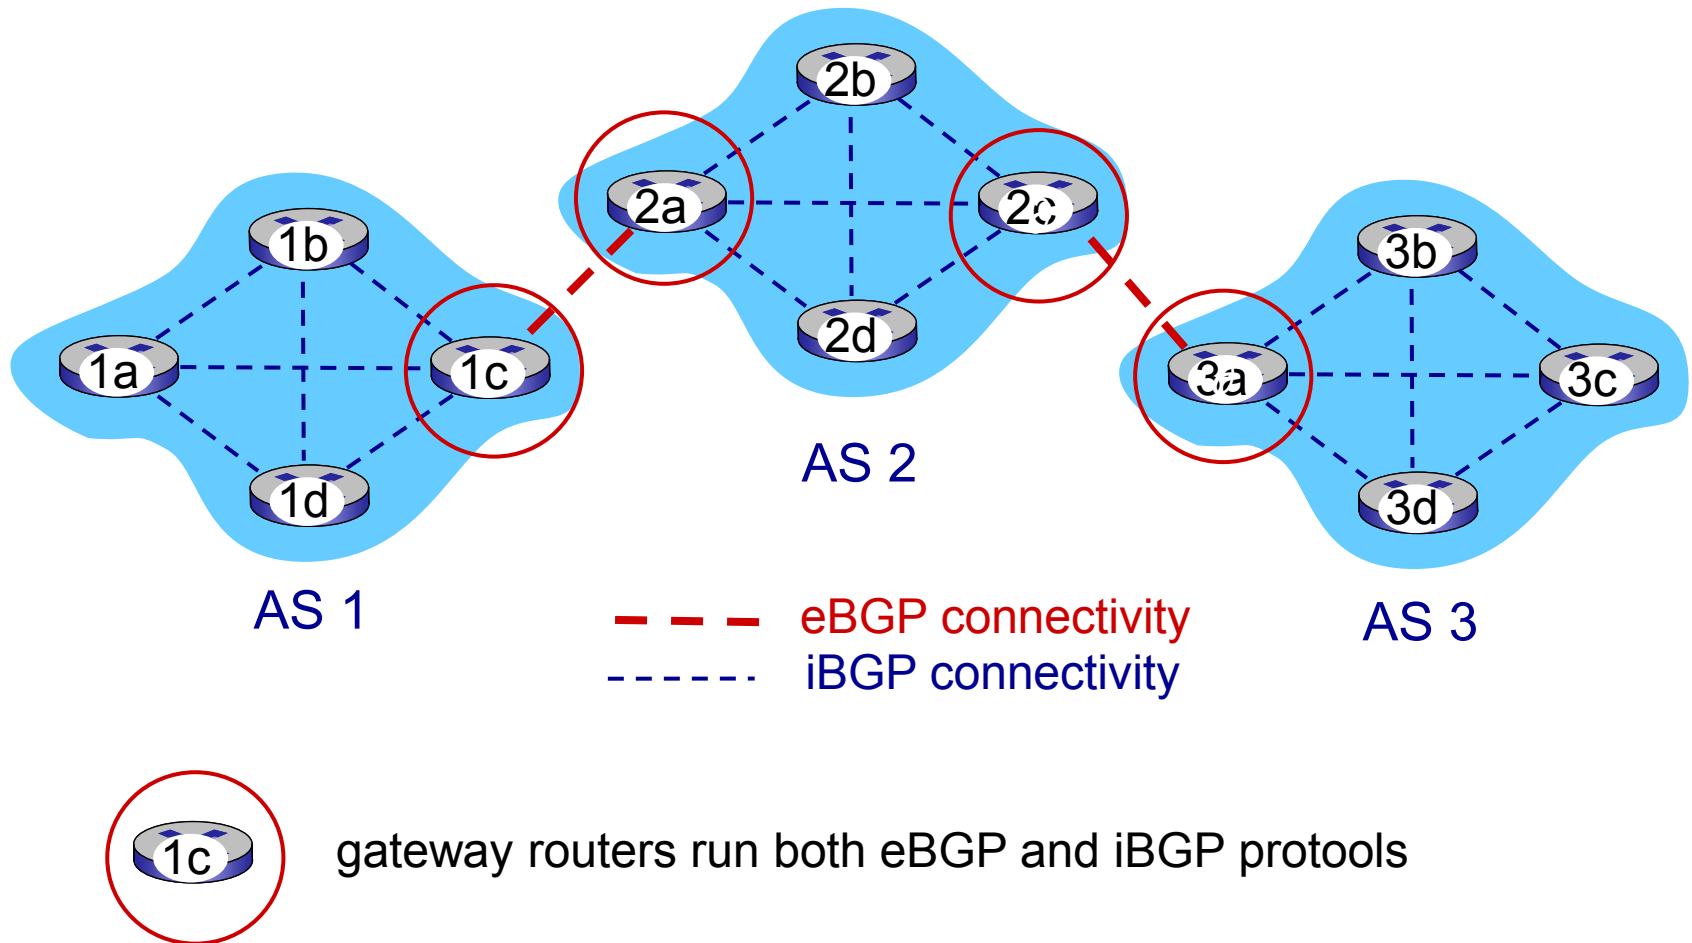 2b
2a
2c
1b
3b
2d
1a
1c
3a
3c
AS 2
1d
3d
AS 1
eBGP connectivity
AS 3
iBGP connectivity
1c
gateway routers run both eBGP and iBGP protools